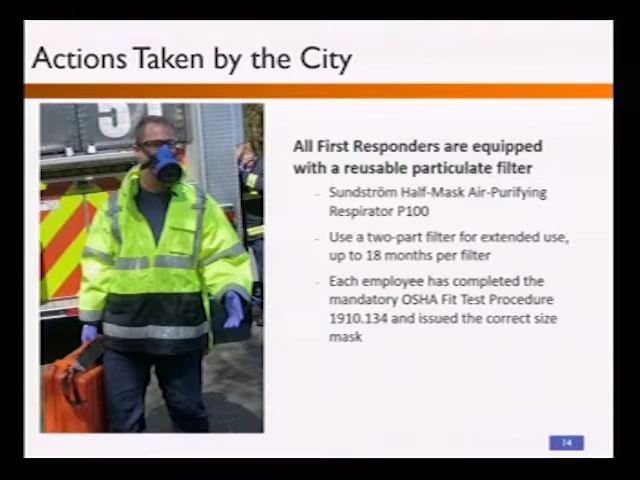 Actions Taken by the City
51
All First Responders are equipped
with a reusable particulate filter
- Sundström Half-Mask Air-Purifying
Respirator P100
- Use a two-part filter for extended use,
up to 18 months per filter
- Each employee has completed the
mandatory OSHA Fit Test Procedure
1910.134 and issued the correct size
mask
14